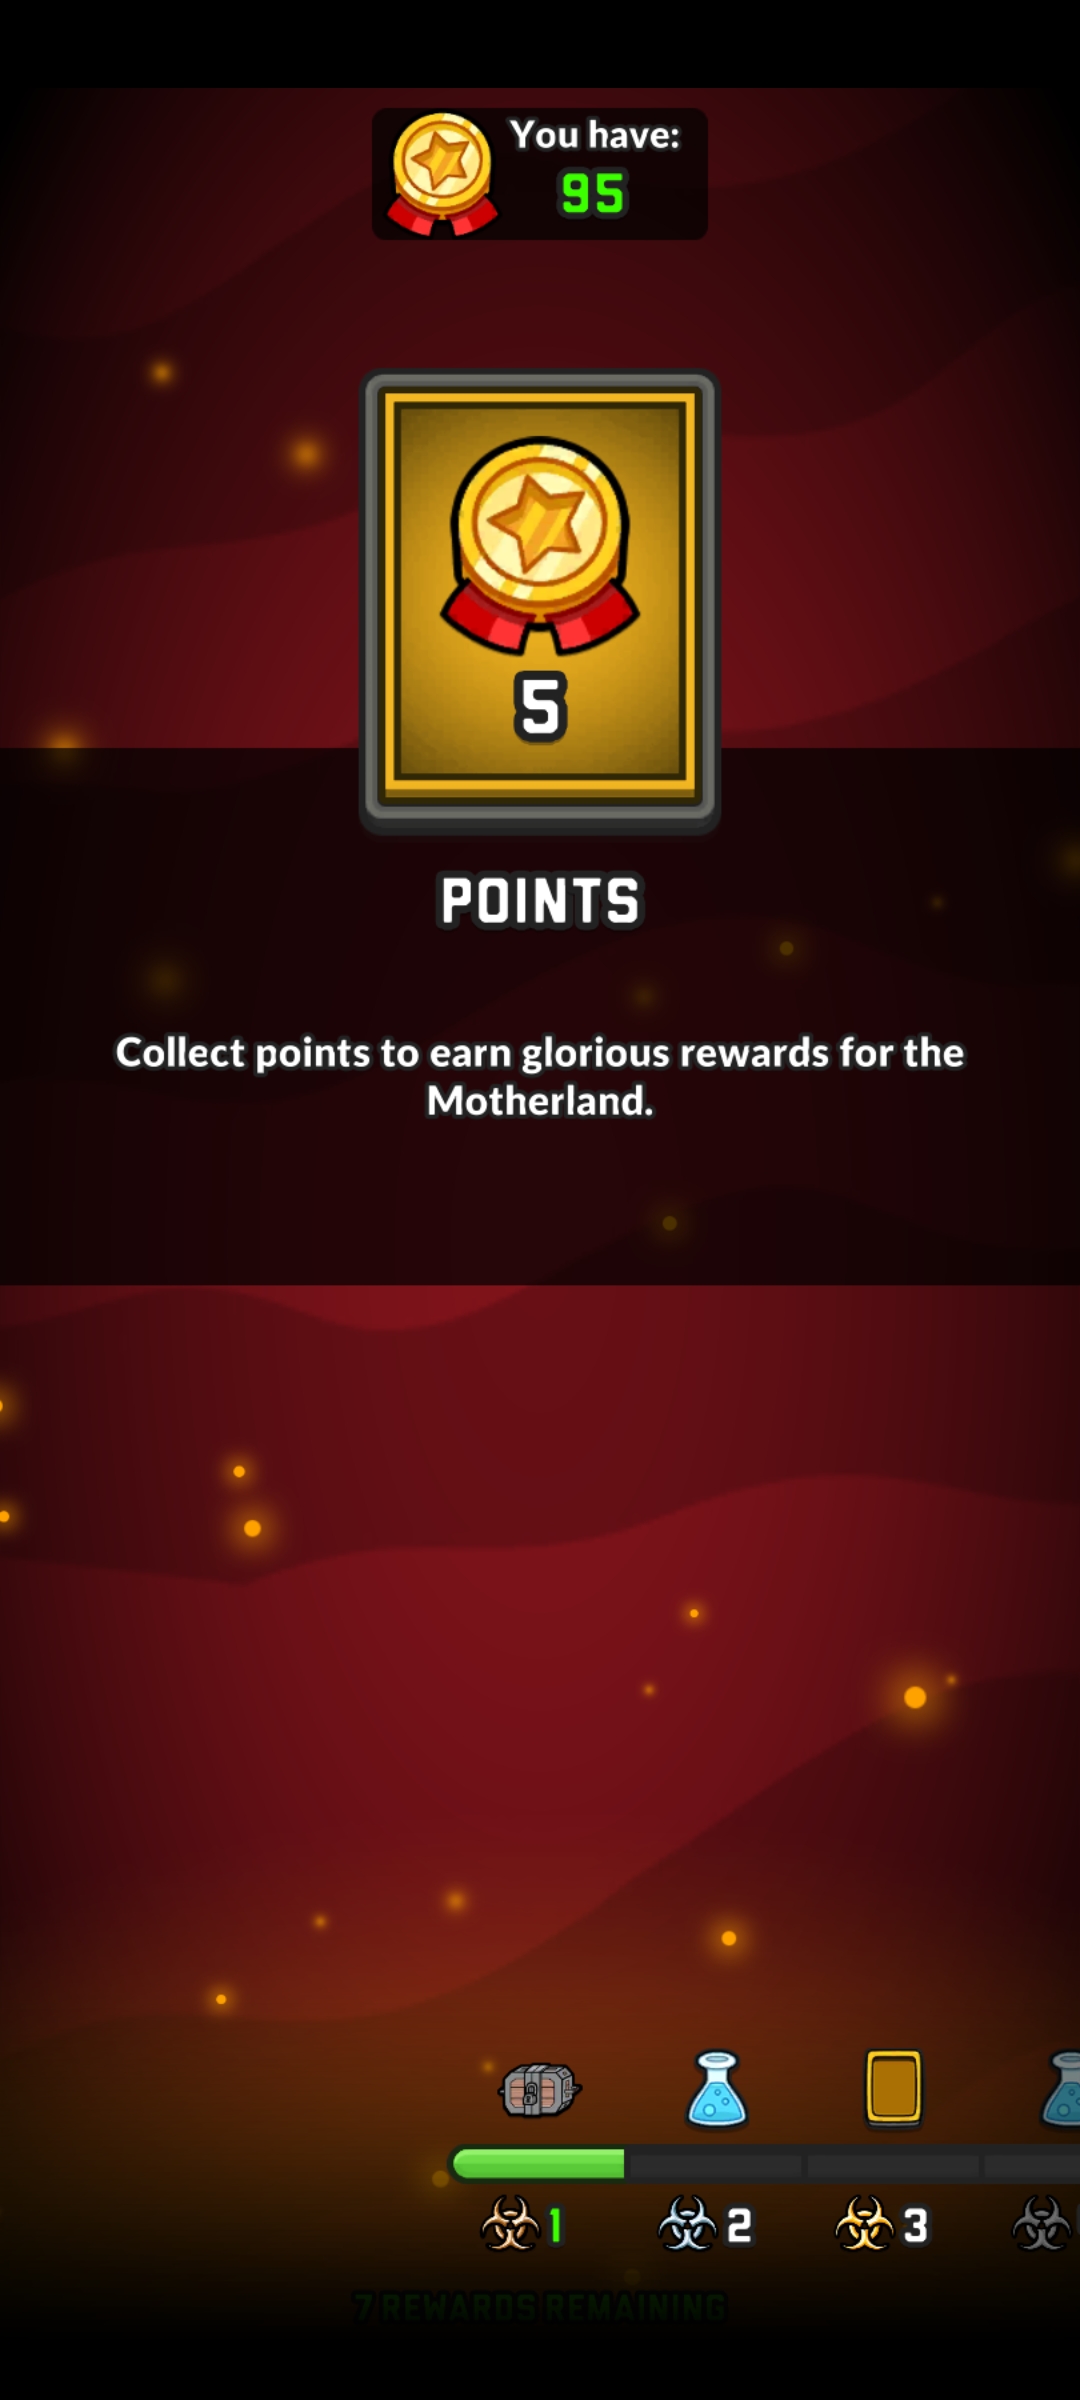 You have:
95
5
POINTS
Collect points to earn glorious rewards for the
Motherland.
1 2 3
7 REWARDS REMAINING